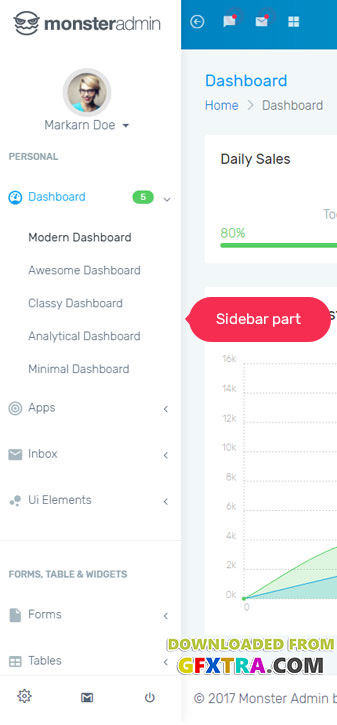 monsteradmin
Markarn Doe
PERSONAL
Dashboard 5
Modern Dashboard
Awesome Dashboard
Classy Dashboard
Analytical Dashboard
Minimal Dashboard
Apps
Inbox
Ui Elements
FORMS, TABLE & WIDGETS
Forms
Tables
Dashboard
Home > Dashboard
Daily Sales
80%
Sidebar part
16k
14k
12k
10k
8k
6k
4k
2k
0k
0
DOWNLOADED FROM
GFXTRA.COM
© 2017 Monster Admin b